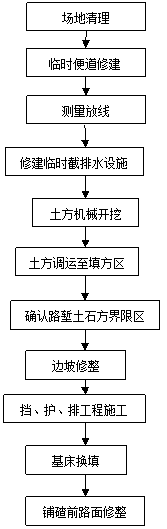 场地清理
临时便道修建
测量放线
修建临时截排水设施
土方机械开挖
土方调运至填方区
确认路堑土石方界限区
边坡修整
挡、护、排工程施工
基床换填
铺碴前路面修整